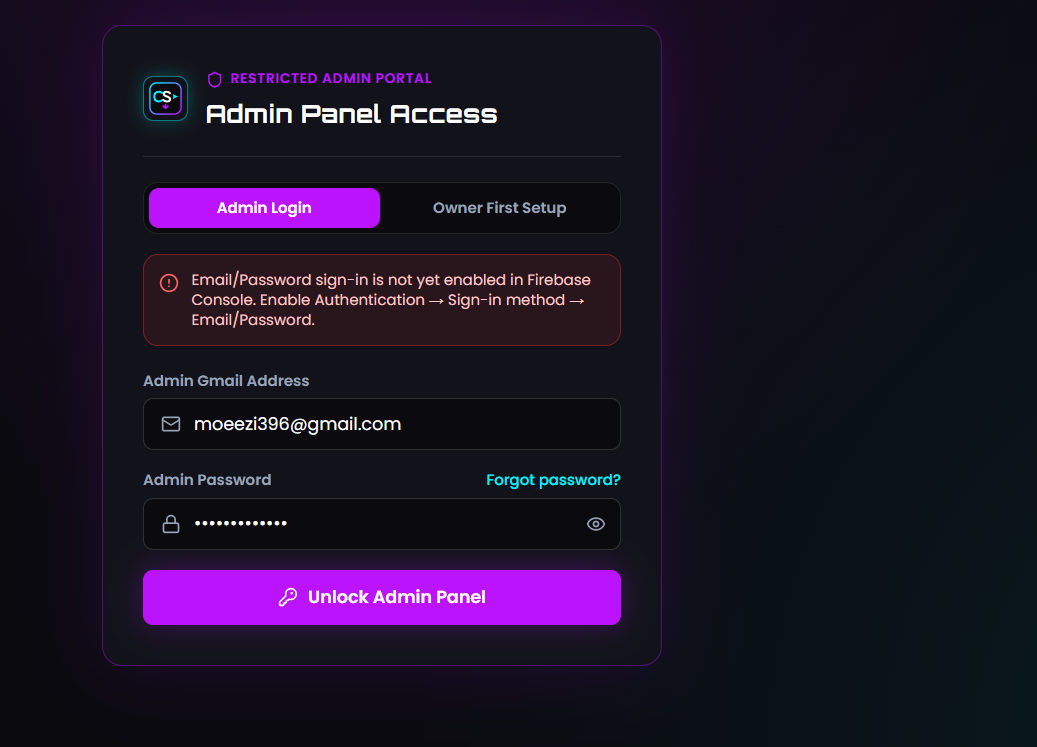 CS
RESTRICTED ADMIN PORTAL
Admin Panel Access
Admin Login
Owner First Setup
Email/Password sign-in is not yet enabled in Firebase
Console. Enable Authentication → Sign-in method →
Email/Password.
Admin Gmail Address
moeezi396@gmail.com
Admin Password
Forgot password?
•••••••••••••
Unlock Admin Panel